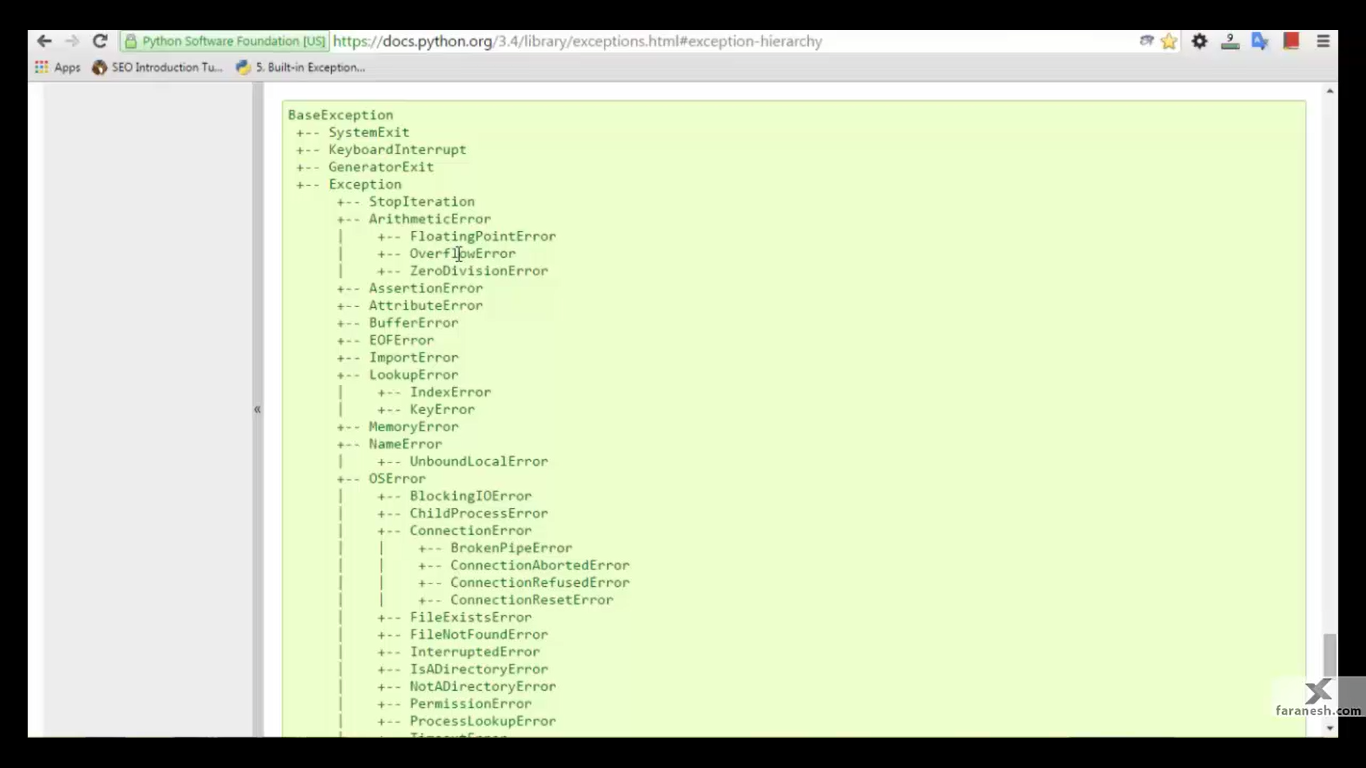 Python Software Foundation [US] https://docs.python.org/3.4/library/exceptions.html#exception-hierarchy 9
Apps SEO Introduction Tu... 5. Built-in Exception...
BaseException
+-- SystemExit
+-- KeyboardInterrupt
+-- GeneratorExit
+-- Exception
+-- StopIteration
+-- ArithmeticError
| +-- FloatingPointError
| +-- OverflowError
| +-- ZeroDivisionError
+-- AssertionError
+-- AttributeError
+-- BufferError
+-- EOFError
+-- ImportError
+-- LookupError
| +-- IndexError
«
| +-- KeyError
+-- MemoryError
+-- NameError
| +-- UnboundLocalError
+-- OSError
| +-- BlockingIOError
| +-- ChildProcessError
| +-- ConnectionError
| | +-- BrokenPipeError
| | +-- ConnectionAbortedError
| | +-- ConnectionRefusedError
| | +-- ConnectionResetError
| +-- FileExistsError
| +-- FileNotFoundError
| +-- InterruptedError
| +-- IsADirectoryError
| +-- NotADirectoryError
| +-- PermissionError
| +-- ProcessLookupError
faranesh.com